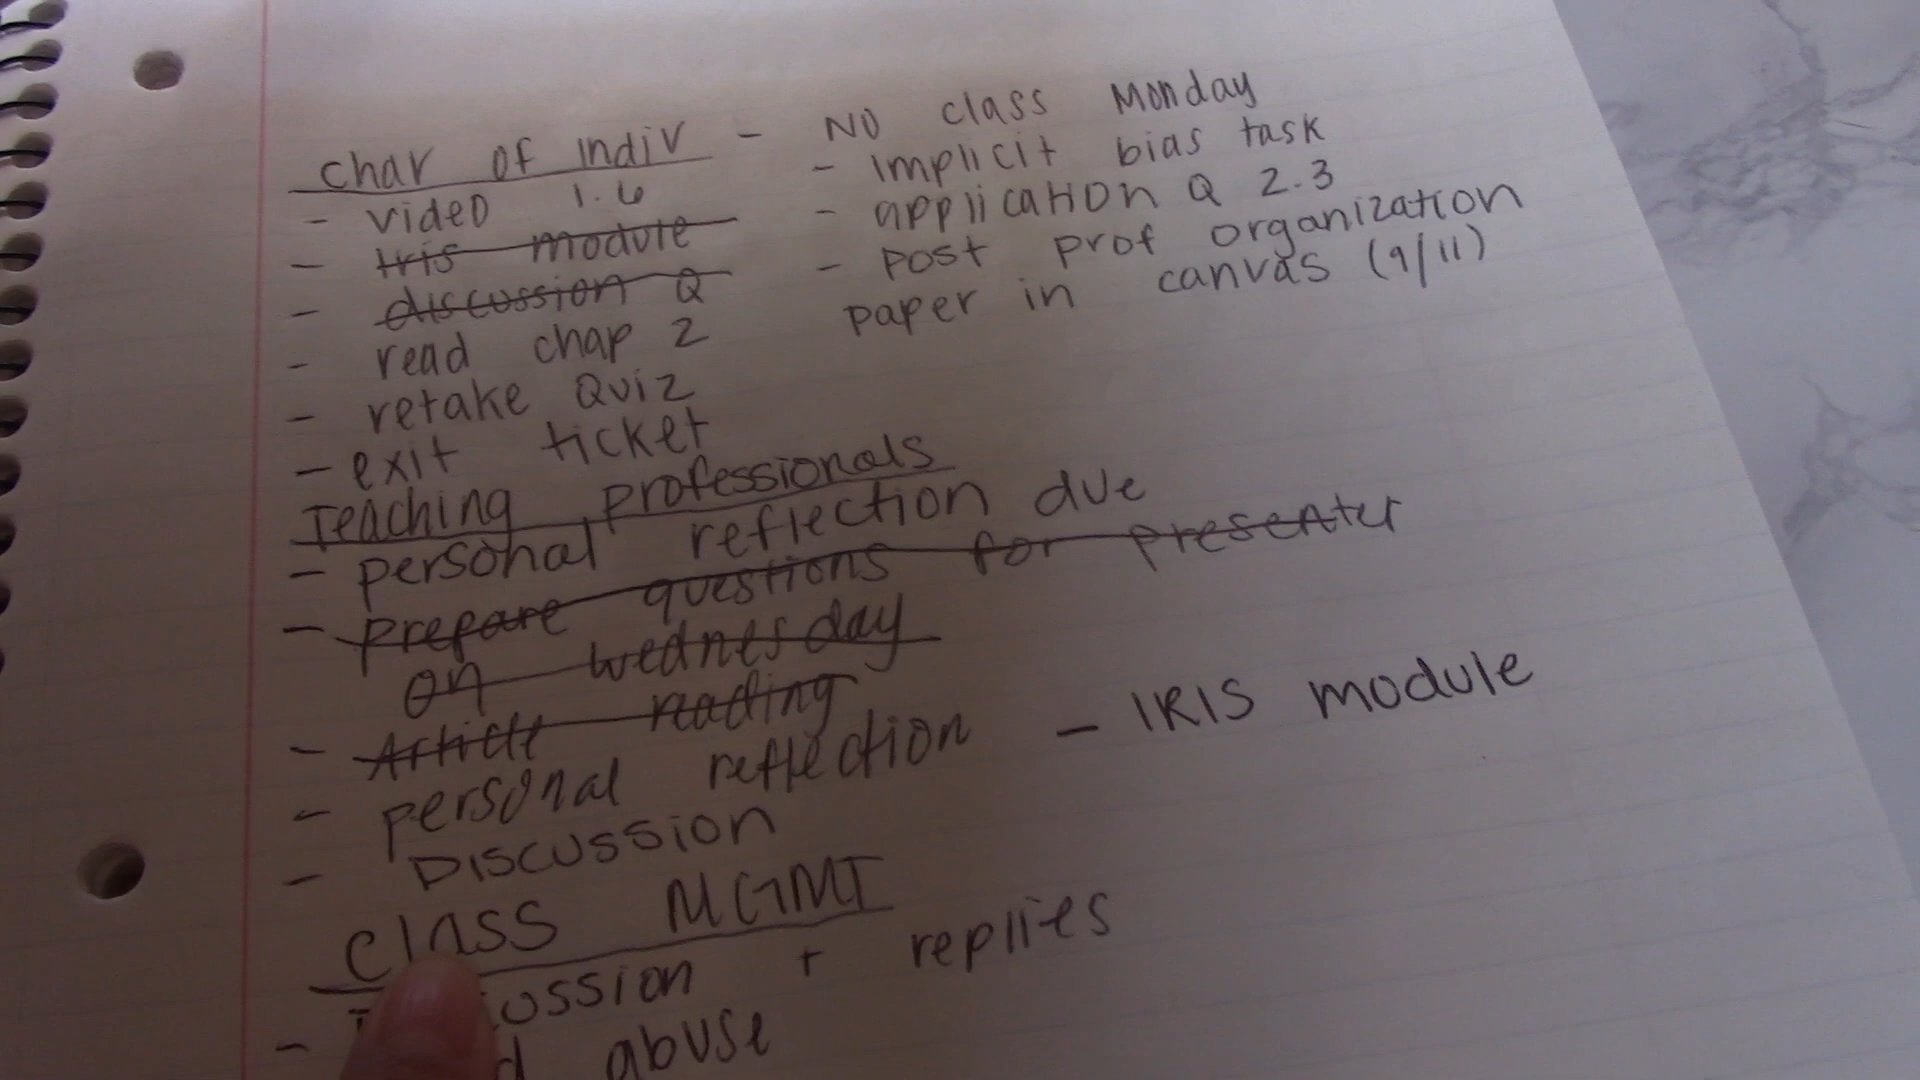 char of indiv - NO class Monday
- video 1.6
- Iris module
- discussion Q
- read chap 2
- retake Quiz
- exit ticket
- implicit bias task
- application Q 2.3
- post prof organization
paper in canvas (9/11)
Teaching professionals
- personal reflection due
- prepare questions for presenter
on wednesday
- Article reading
- personal reflection - IRIS module
- DISCUSSION
CLASS MGMT
- + replies
abuse